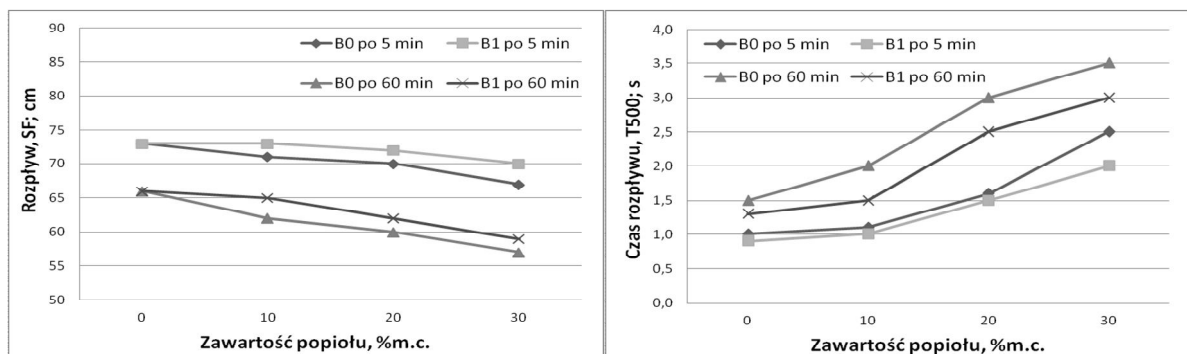 90
85
80
75
70
65
60
55
50
Rozpływ, SF; cm
B0 po 5 min
B1 po 5 min
B0 po 60 min
B1 po 60 min
0
10
20
30
Zawartość popiołu, %m.c.
4,0
3,5
3,0
2,5
2,0
1,5
1,0
0,5
0,0
Czas rozpływu, T500; s
B0 po 5 min
B1 po 5 min
B0 po 60 min
B1 po 60 min
0
10
20
30
Zawartość popiołu, %m.c.